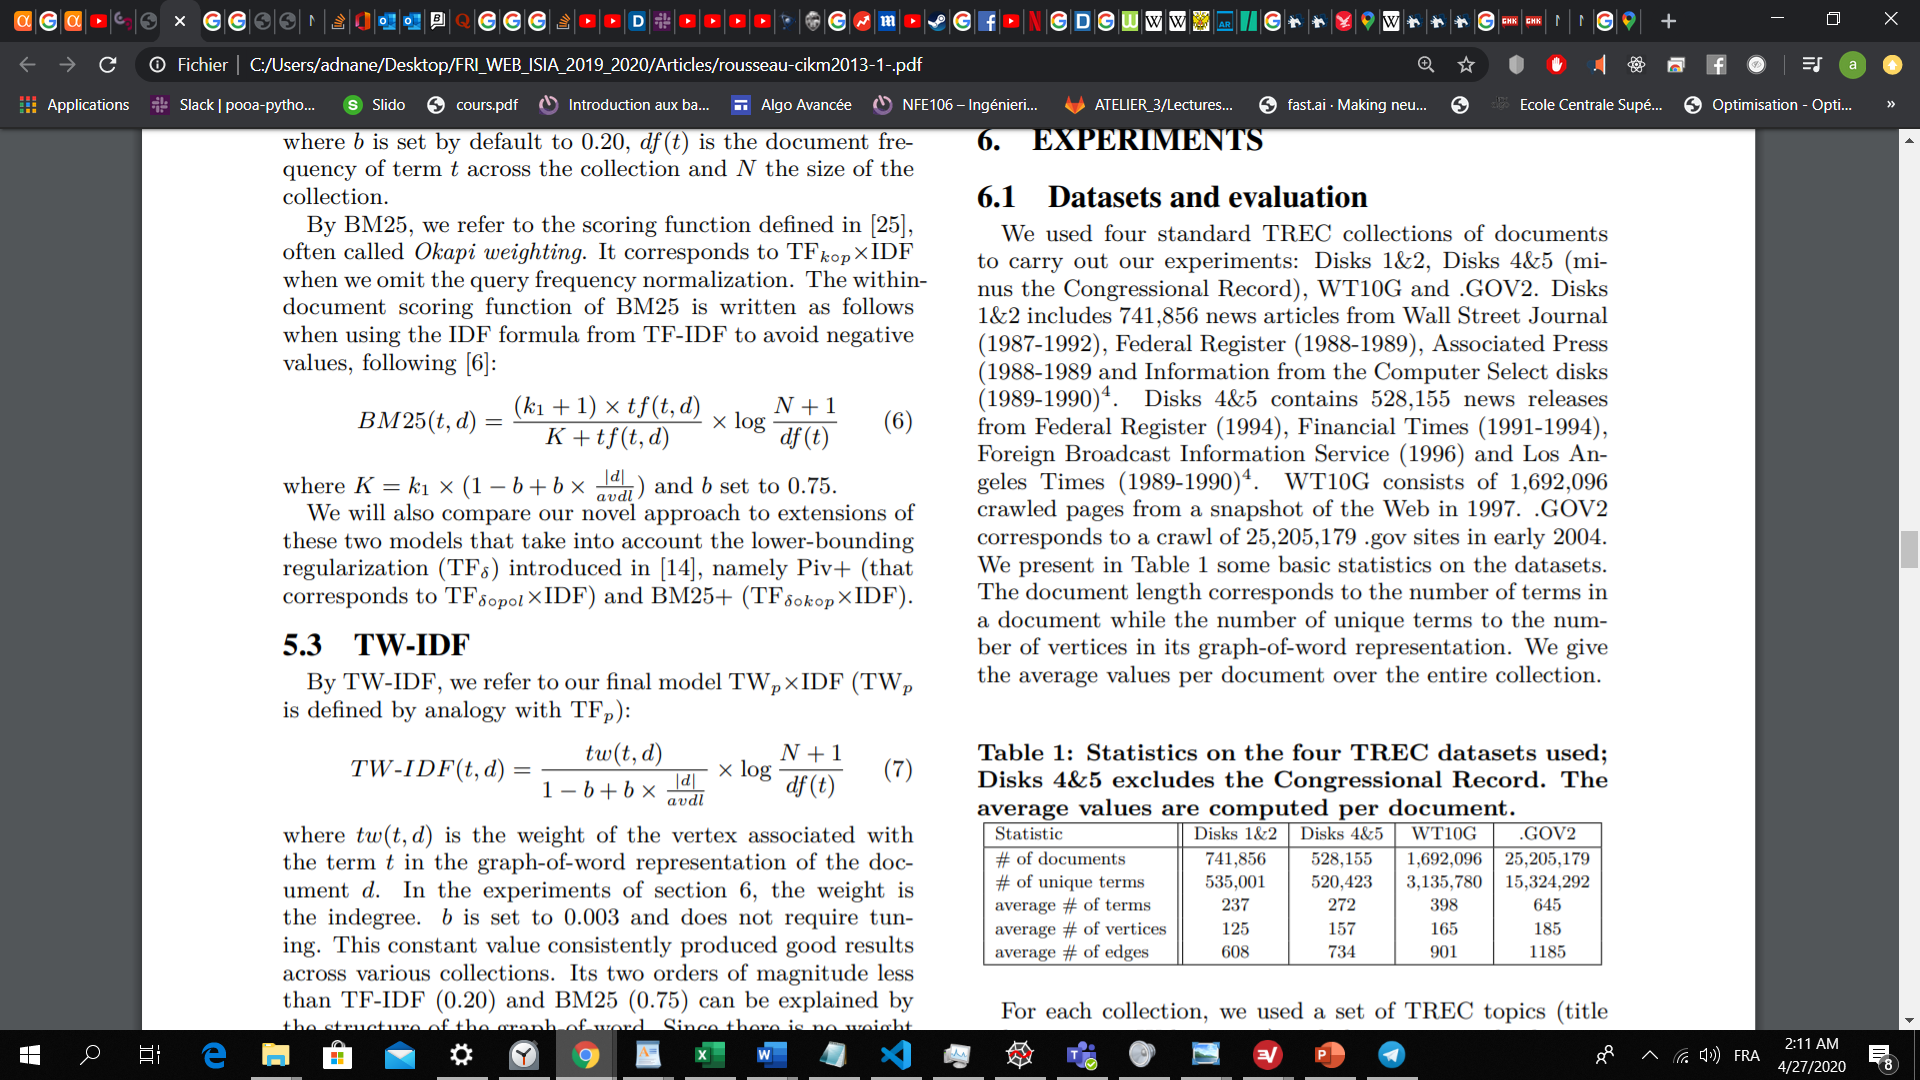 Fichier | C:/Users/adnane/Desktop/FRI_WEB_ISIA_2019_2020/Articles/rousseau-cikm2013-1-.pdf
Applications Slack | pooa-pytho... Slido cours.pdf Introduction aux ba... Algo Avancée NFE106 – Ingénieri... ATELIER_3/Lectures... fast.ai · Making neu... Ecole Centrale Supé... Optimisation - Opti... »
where b is set by default to 0.20, df(t) is the document fre-
quency of term t across the collection and N the size of the
collection.
By BM25, we refer to the scoring function defined in [25],
often called Okapi weighting. It corresponds to TFk∘p×IDF
when we omit the query frequency normalization. The within-
document scoring function of BM25 is written as follows
when using the IDF formula from TF-IDF to avoid negative
values, following [6]:
BM25(t, d) = (k1 + 1) × tf(t, d) / K + tf(t, d) × log N + 1 / df(t) (6)
where K = k1 × (1 − b + b × |d| / avdl) and b set to 0.75.
We will also compare our novel approach to extensions of
these two models that take into account the lower-bounding
regularization (TFδ) introduced in [14], namely Piv+ (that
corresponds to TFδ∘p∘l×IDF) and BM25+ (TFδ∘k∘p×IDF).
5.3 TW-IDF
By TW-IDF, we refer to our final model TWp×IDF (TWp
is defined by analogy with TFp):
TW-IDF(t, d) = tw(t, d) / 1 − b + b × |d| / avdl × log N + 1 / df(t) (7)
where tw(t, d) is the weight of the vertex associated with
the term t in the graph-of-word representation of the doc-
ument d. In the experiments of section 6, the weight is
the indegree. b is set to 0.003 and does not require tun-
ing. This constant value consistently produced good results
across various collections. Its two orders of magnitude less
than TF-IDF (0.20) and BM25 (0.75) can be explained by
the structure of the graph-of-word. Since there is no weight
6. EXPERIMENTS
6.1 Datasets and evaluation
We used four standard TREC collections of documents
to carry out our experiments: Disks 1&2, Disks 4&5 (mi-
nus the Congressional Record), WT10G and .GOV2. Disks
1&2 includes 741,856 news articles from Wall Street Journal
(1987-1992), Federal Register (1988-1989), Associated Press
(1988-1989 and Information from the Computer Select disks
(1989-1990)4. Disks 4&5 contains 528,155 news releases
from Federal Register (1994), Financial Times (1991-1994),
Foreign Broadcast Information Service (1996) and Los An-
geles Times (1989-1990)4. WT10G consists of 1,692,096
crawled pages from a snapshot of the Web in 1997. .GOV2
corresponds to a crawl of 25,205,179 .gov sites in early 2004.
We present in Table 1 some basic statistics on the datasets.
The document length corresponds to the number of terms in
a document while the number of unique terms to the num-
ber of vertices in its graph-of-word representation. We give
the average values per document over the entire collection.
Table 1: Statistics on the four TREC datasets used;
Disks 4&5 excludes the Congressional Record. The
average values are computed per document.
Statistic Disks 1&2 Disks 4&5 WT10G .GOV2
# of documents 741,856 528,155 1,692,096 25,205,179
# of unique terms 535,001 520,423 3,135,780 15,324,292
average # of terms 237 272 398 645
average # of vertices 125 157 165 185
average # of edges 608 734 901 1185
For each collection, we used a set of TREC topics (title
FRA
2:11 AM
4/27/2020
8